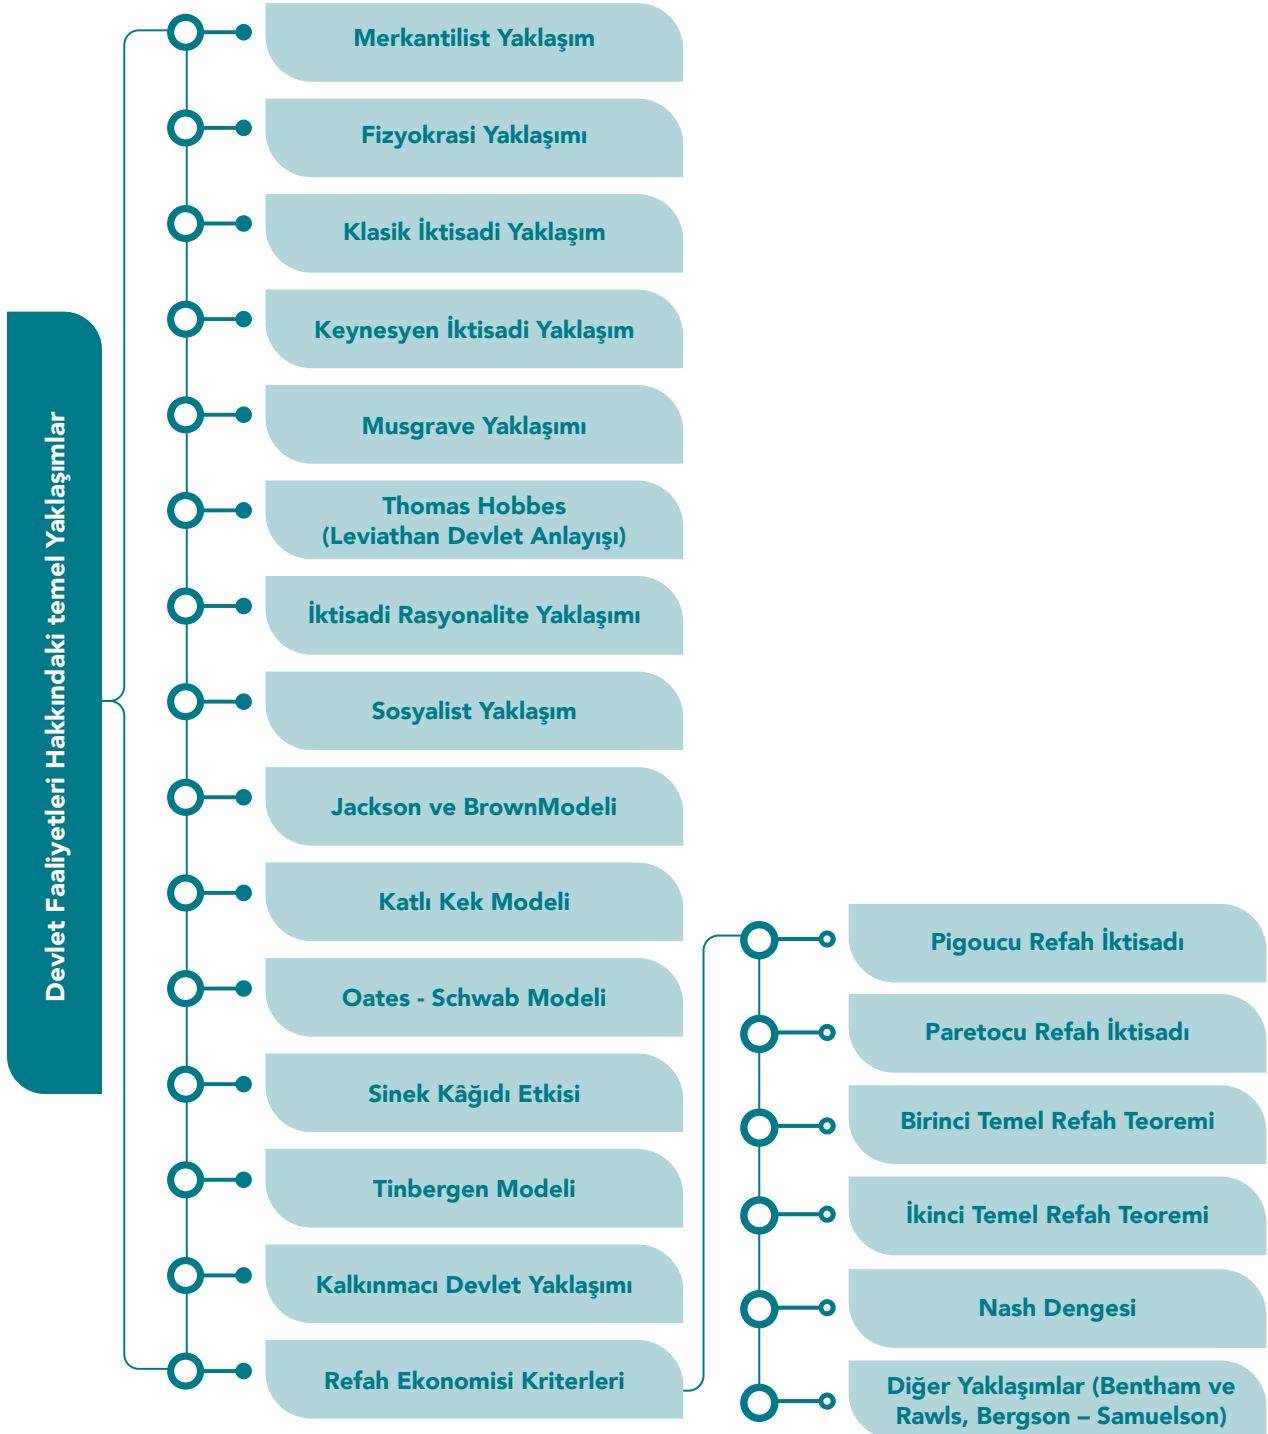 Devlet Faaliyetleri Hakkındaki temel Yaklaşımlar
Merkantilist Yaklaşım
Fizyokrasi Yaklaşımı
Klasik İktisadi Yaklaşım
Keynesyen İktisadi Yaklaşım
Musgrave Yaklaşımı
Thomas Hobbes
(Leviathan Devlet Anlayışı)
İktisadi Rasyonalite Yaklaşımı
Sosyalist Yaklaşım
Jackson ve BrownModeli
Katlı Kek Modeli
Oates - Schwab Modeli
Sinek Kâğıdı Etkisi
Tinbergen Modeli
Kalkınmacı Devlet Yaklaşımı
Refah Ekonomisi Kriterleri
Pigoucu Refah İktisadı
Paretocu Refah İktisadı
Birinci Temel Refah Teoremi
İkinci Temel Refah Teoremi
Nash Dengesi
Diğer Yaklaşımlar (Bentham ve
Rawls, Bergson – Samuelson)